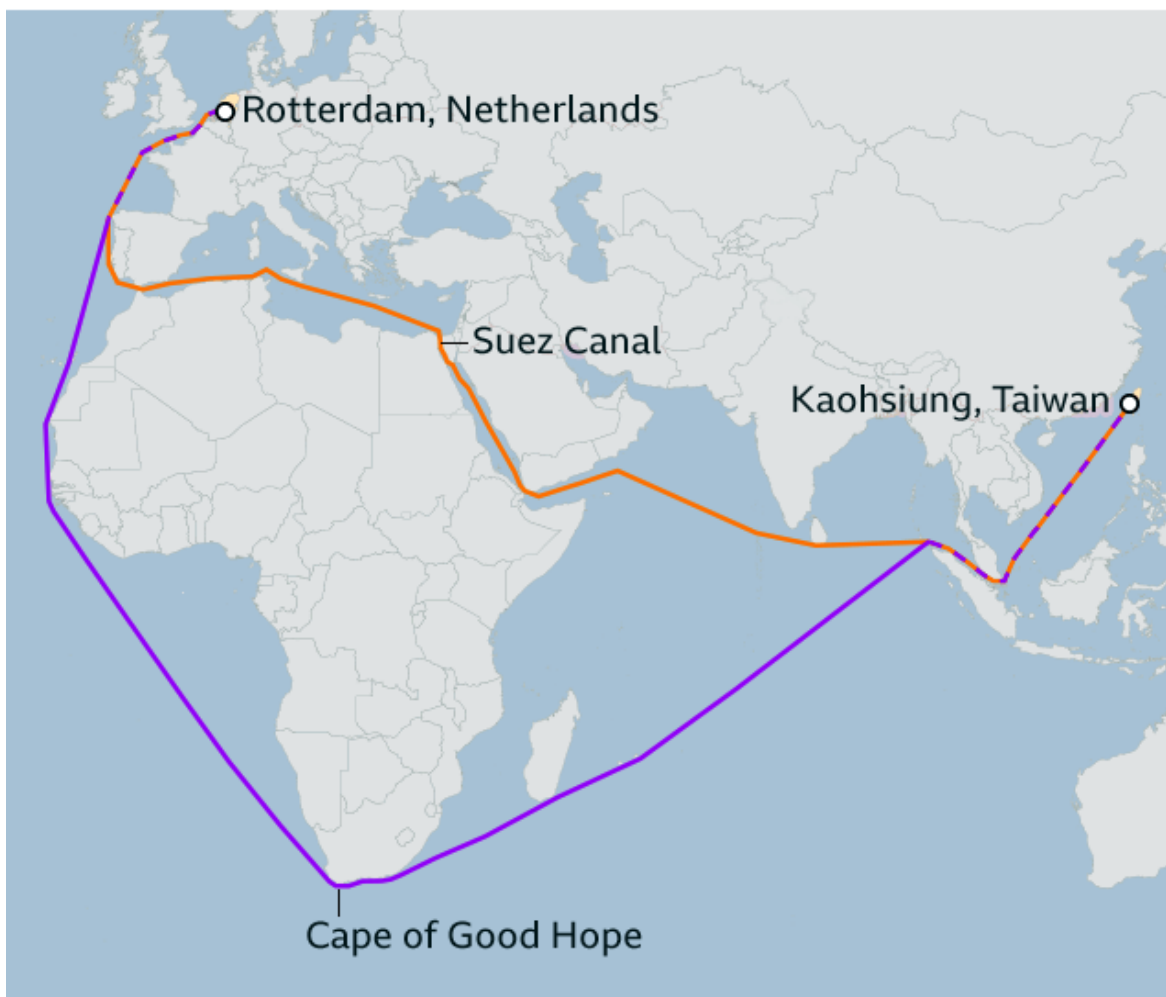 Rotterdam, Netherlands
Suez Canal
Kaohsiung, Taiwan
Cape of Good Hope